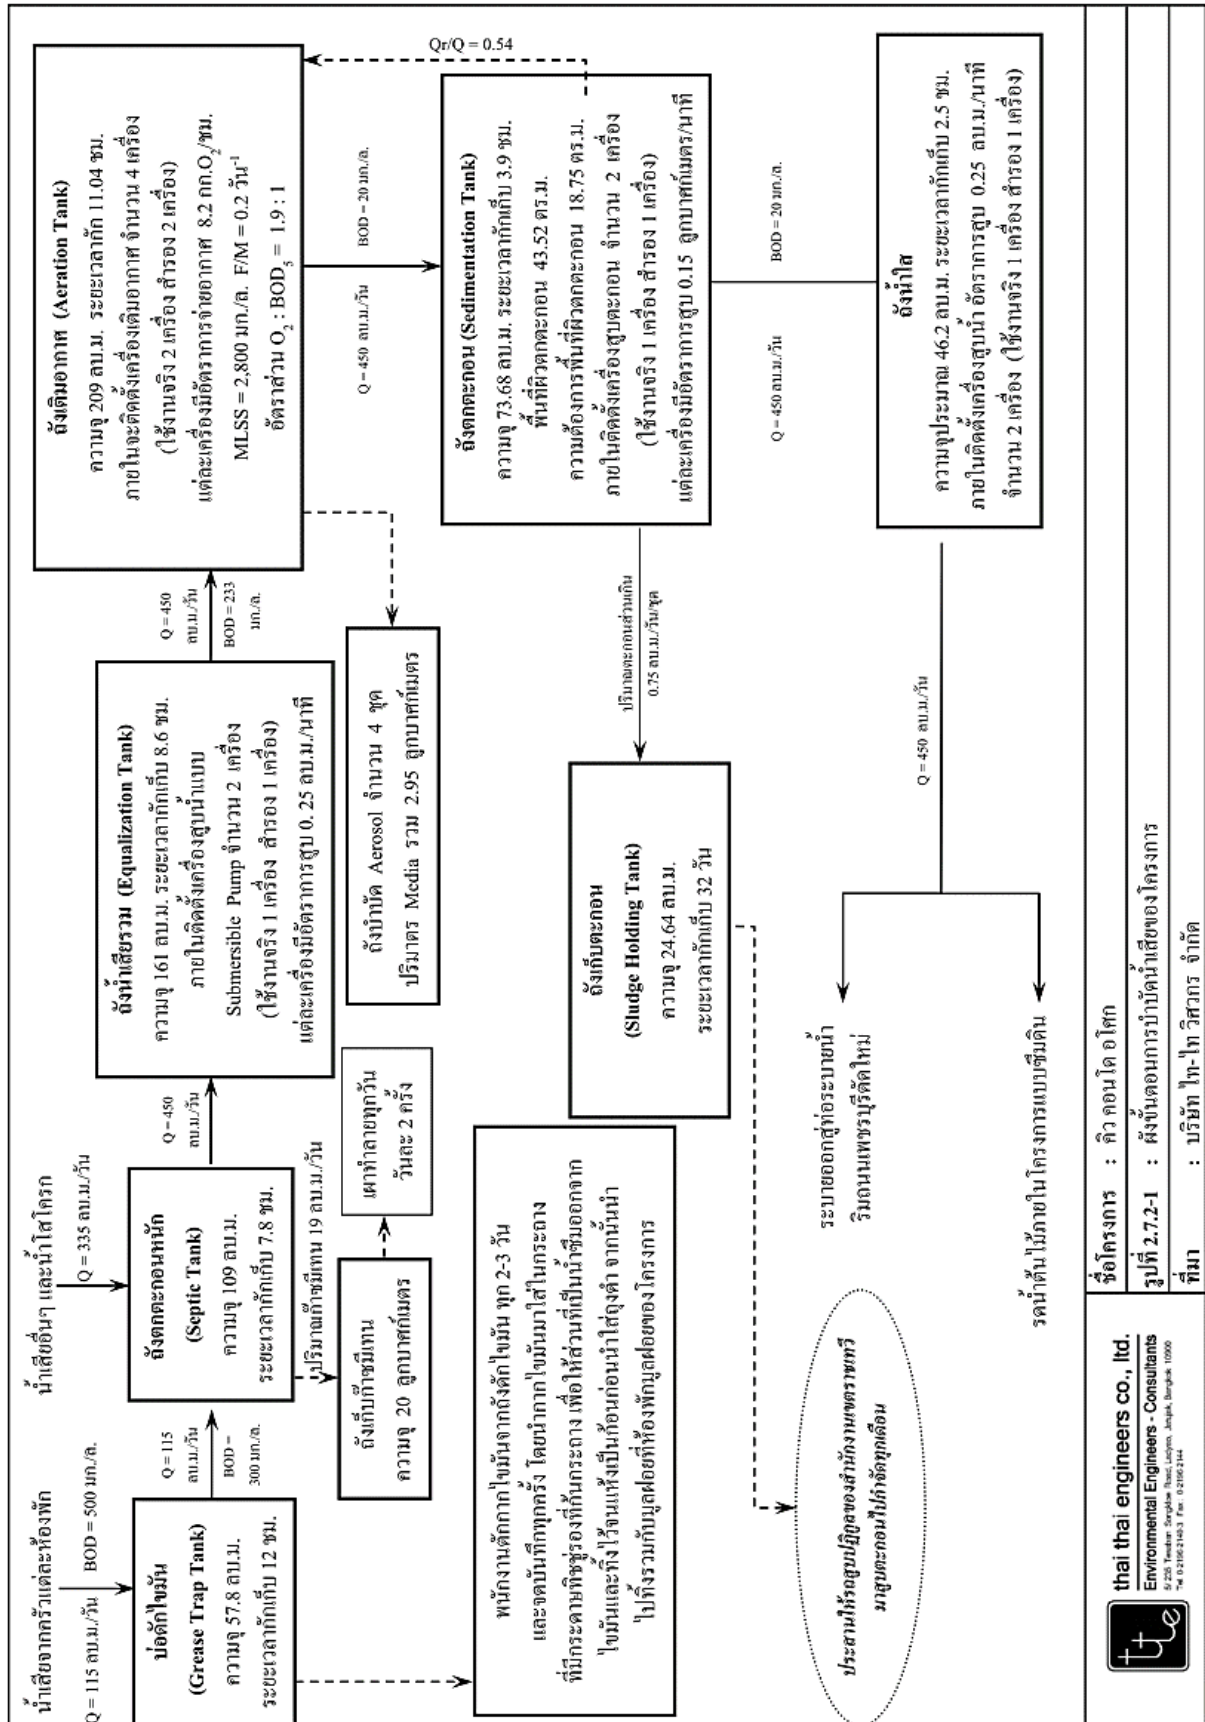 น้ำเสียจากครัวแต่ละห้องพัก
Q = 115 ลบ.ม./วัน
BOD = 500 มก./ล.
บ่อดักไขมัน
(Grease Trap Tank)
ความจุ 57.8 ลบ.ม.
ระยะเวลากักเก็บ 12 ชม.
Q = 115
ลบ.ม./วัน
BOD =
300 มก./ล.
น้ำเสียอื่นๆ และน้ำโสโครก
Q = 335 ลบ.ม./วัน
ถังตกตะกอนหนัก
(Septic Tank)
ความจุ 109 ลบ.ม.
ระยะเวลากักเก็บ 7.8 ชม.
Q =450
ลบ.ม./วัน
ปริมาณก๊าซมีเทน 19 ลบ.ม./วัน
ถังเก็บก๊าซมีเทน
ความจุ 20 ลูกบาศก์เมตร
เผาทำลายทุกวัน
วันละ 2 ครั้ง
ถังน้ำเสียรวม (Equalization Tank)
ความจุ 161 ลบ.ม. ระยะเวลากักเก็บ 8.6 ชม.
ภายในติดตั้งเครื่องสูบน้ำแบบ
Submersible Pump จำนวน 2 เครื่อง
(ใช้งานจริง 1 เครื่อง สำรอง 1 เครื่อง)
แต่ละเครื่องมีอัตราการสูบ 0. 25 ลบ.ม./นาที
Q = 450
ลบ.ม./วัน
BOD = 233
มก./ล.
ถังเติมอากาศ (Aeration Tank)
ความจุ 209 ลบ.ม. ระยะเวลากัก 11.04 ชม.
ภายในจะติดตั้งเครื่องเติมอากาศ จำนวน 4 เครื่อง
(ใช้งานจริง 2 เครื่อง สำรอง 2 เครื่อง)
แต่ละเครื่องมีอัตราการจ่ายอากาศ 8.2 กก.O2/ชม.
MLSS = 2,800 มก./ล. F/M = 0.2 วัน-1
อัตราส่วน O2 : BOD5 = 1.9 : 1
ถังบำบัด Aerosol จำนวน 4 ชุด
ปริมาตร Media รวม 2.95 ลูกบาศก์เมตร
Qr/Q = 0.54
Q = 450 ลบ.ม./วัน
BOD = 20 มก./ล.
ถังตกตะกอน (Sedimentation Tank)
ความจุ 73.68 ลบ.ม. ระยะเวลากักเก็บ 3.9 ชม.
พื้นที่ผิวตกตะกอน 43.52 ตร.ม.
ความต้องการพื้นที่ผิวตกตะกอน 18.75 ตร.ม.
ภายในติดตั้งเครื่องสูบตะกอน จำนวน 2 เครื่อง
(ใช้งานจริง 1 เครื่อง สำรอง 1 เครื่อง)
แต่ละเครื่องมีอัตราการสูบ 0.15 ลูกบาศก์เมตร/นาที
ปริมาณตะกอนส่วนเกิน
0.75 ลบ.ม./วัน/ชุด
Q = 450 ลบ.ม./วัน
BOD = 20 มก./ล.
ถังน้ำใส
ความจุประมาณ 46.2 ลบ.ม. ระยะเวลากักเก็บ 2.5 ชม.
ภายในติดตั้งเครื่องสูบน้ำ อัตราการสูบ 0.25 ลบ.ม./นาที
จำนวน 2 เครื่อง (ใช้งานจริง 1 เครื่อง สำรอง 1 เครื่อง)
พนักงานตักกากไขมันจากถังดักไขมัน ทุก 2-3 วัน
และจดบันทึกทุกครั้ง โดยนำกากไขมันมาใส่ในกระถาง
ที่มีกระดาษทิชชูรองที่ก้นกระถาง เพื่อให้ส่วนที่เป็นน้ำซึมออกจาก
ไขมันและทิ้งไว้จนแห้งเป็นก้อนก่อนนำใส่ถุงดำ จากนั้นนำ
ไปทิ้งรวมกับมูลฝอยที่ห้องพักมูลฝอยของโครงการ
ถังเก็บตะกอน
(Sludge Holding Tank)
ความจุ 24.64 ลบ.ม.
ระยะเวลากักเก็บ 32 วัน
Q = 450 ลบ.ม./วัน
ระบายออกสู่ท่อระบายน้ำ
ริมถนนเพชรบุรีตัดใหม่
รดน้ำต้นไม้ภายในโครงการแบบซึมดิน
ประสานให้รถสูบปฏิกูลของสำนักงานเขตราชเทวี
มาสูบตะกอนไปกำจัดทุกเดือน
tte
thai thai engineers co., ltd.
Environmental Engineers - Consultants
ชื่อโครงการ : คิว คอนโด อโศก
รูปที่ 2.7.2-1 : ผังขั้นตอนการบำบัดน้ำเสียของโครงการ
ที่มา : บริษัท ไท-ไท วิศวกร จำกัด